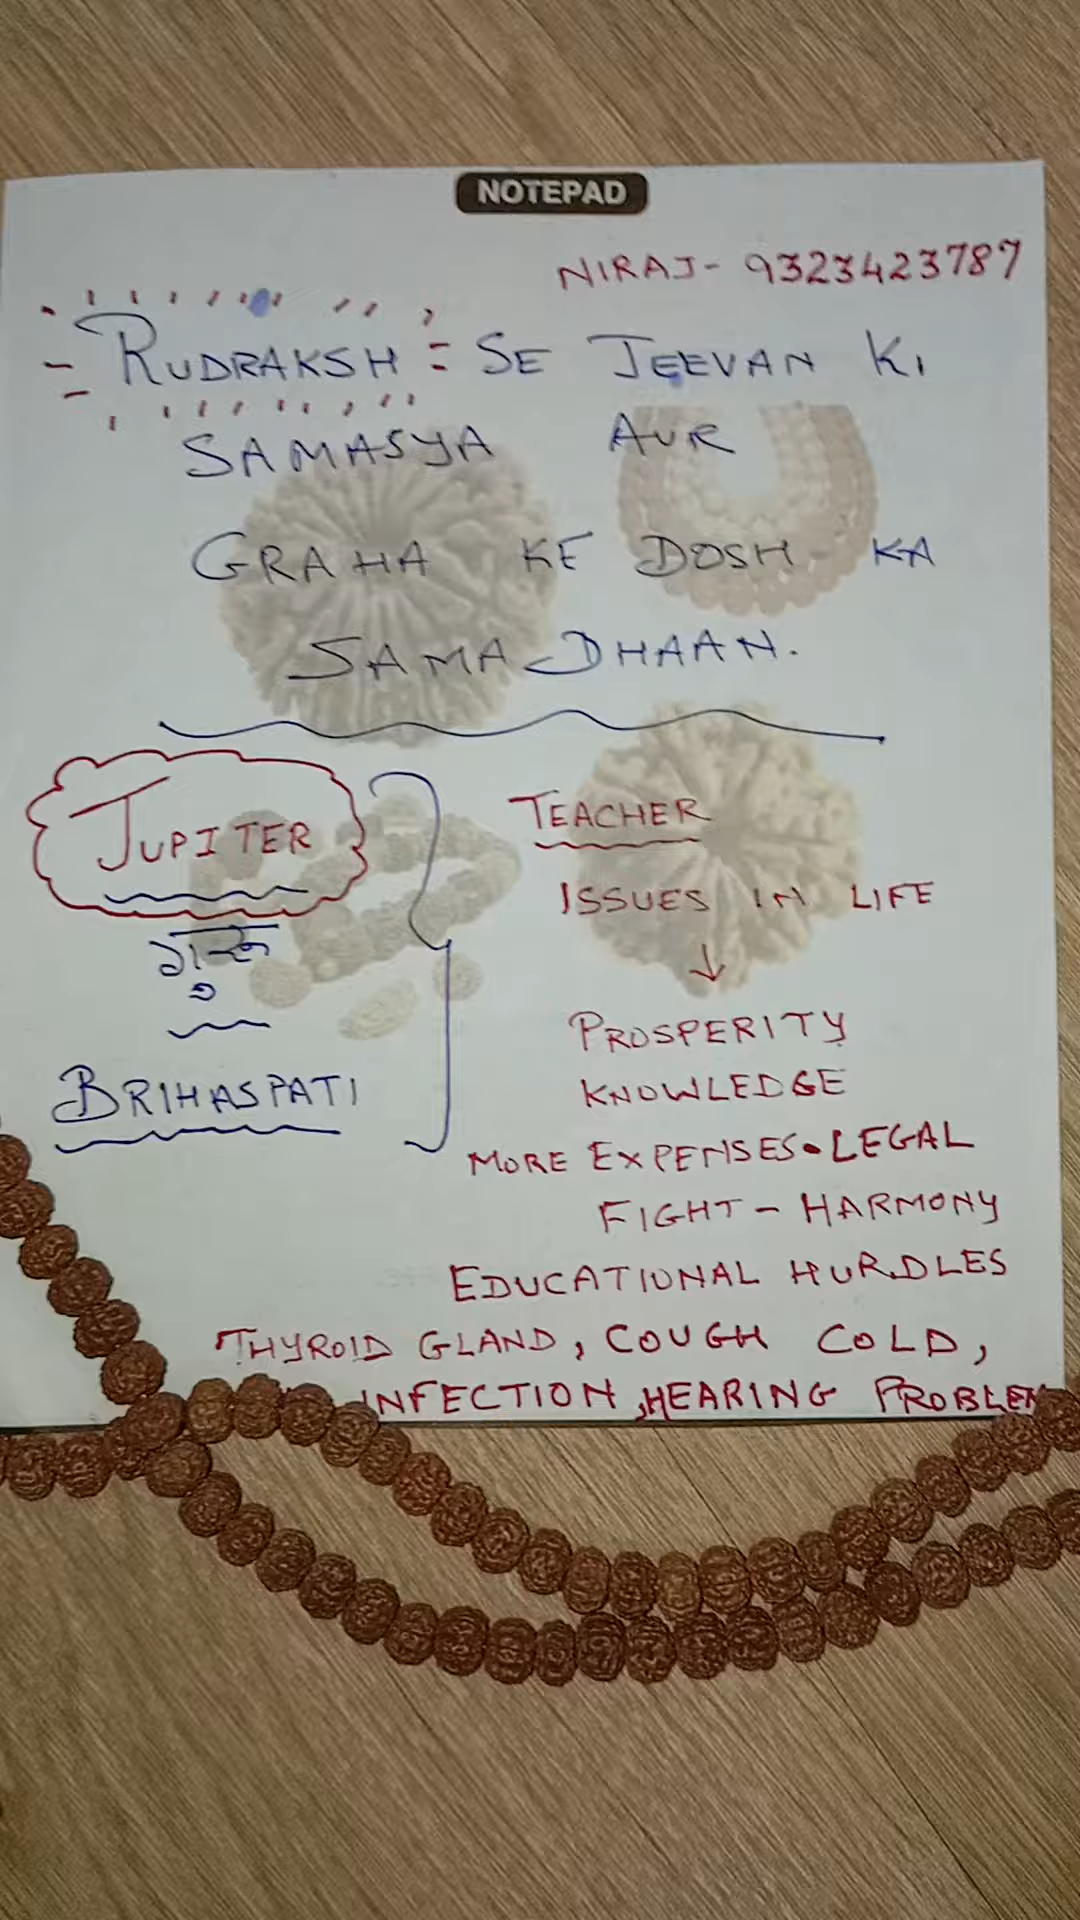 NOTEPAD
NIRAJ- 9323423787
RUDRAKSH = SE JEEVAN KI
SAMASYA AUR
GRAHA KE DOSH KA
SAMADHAAN.
JUPITER
गुरु
BRIHASPATI
TEACHER
ISSUES IN LIFE
↓
PROSPERITY
KNOWLEDGE
MORE EXPENSES • LEGAL
FIGHT - HARMONY
EDUCATIONAL HURDLES
THYROID GLAND, COUGH COLD,
INFECTION, HEARING PROBLEM